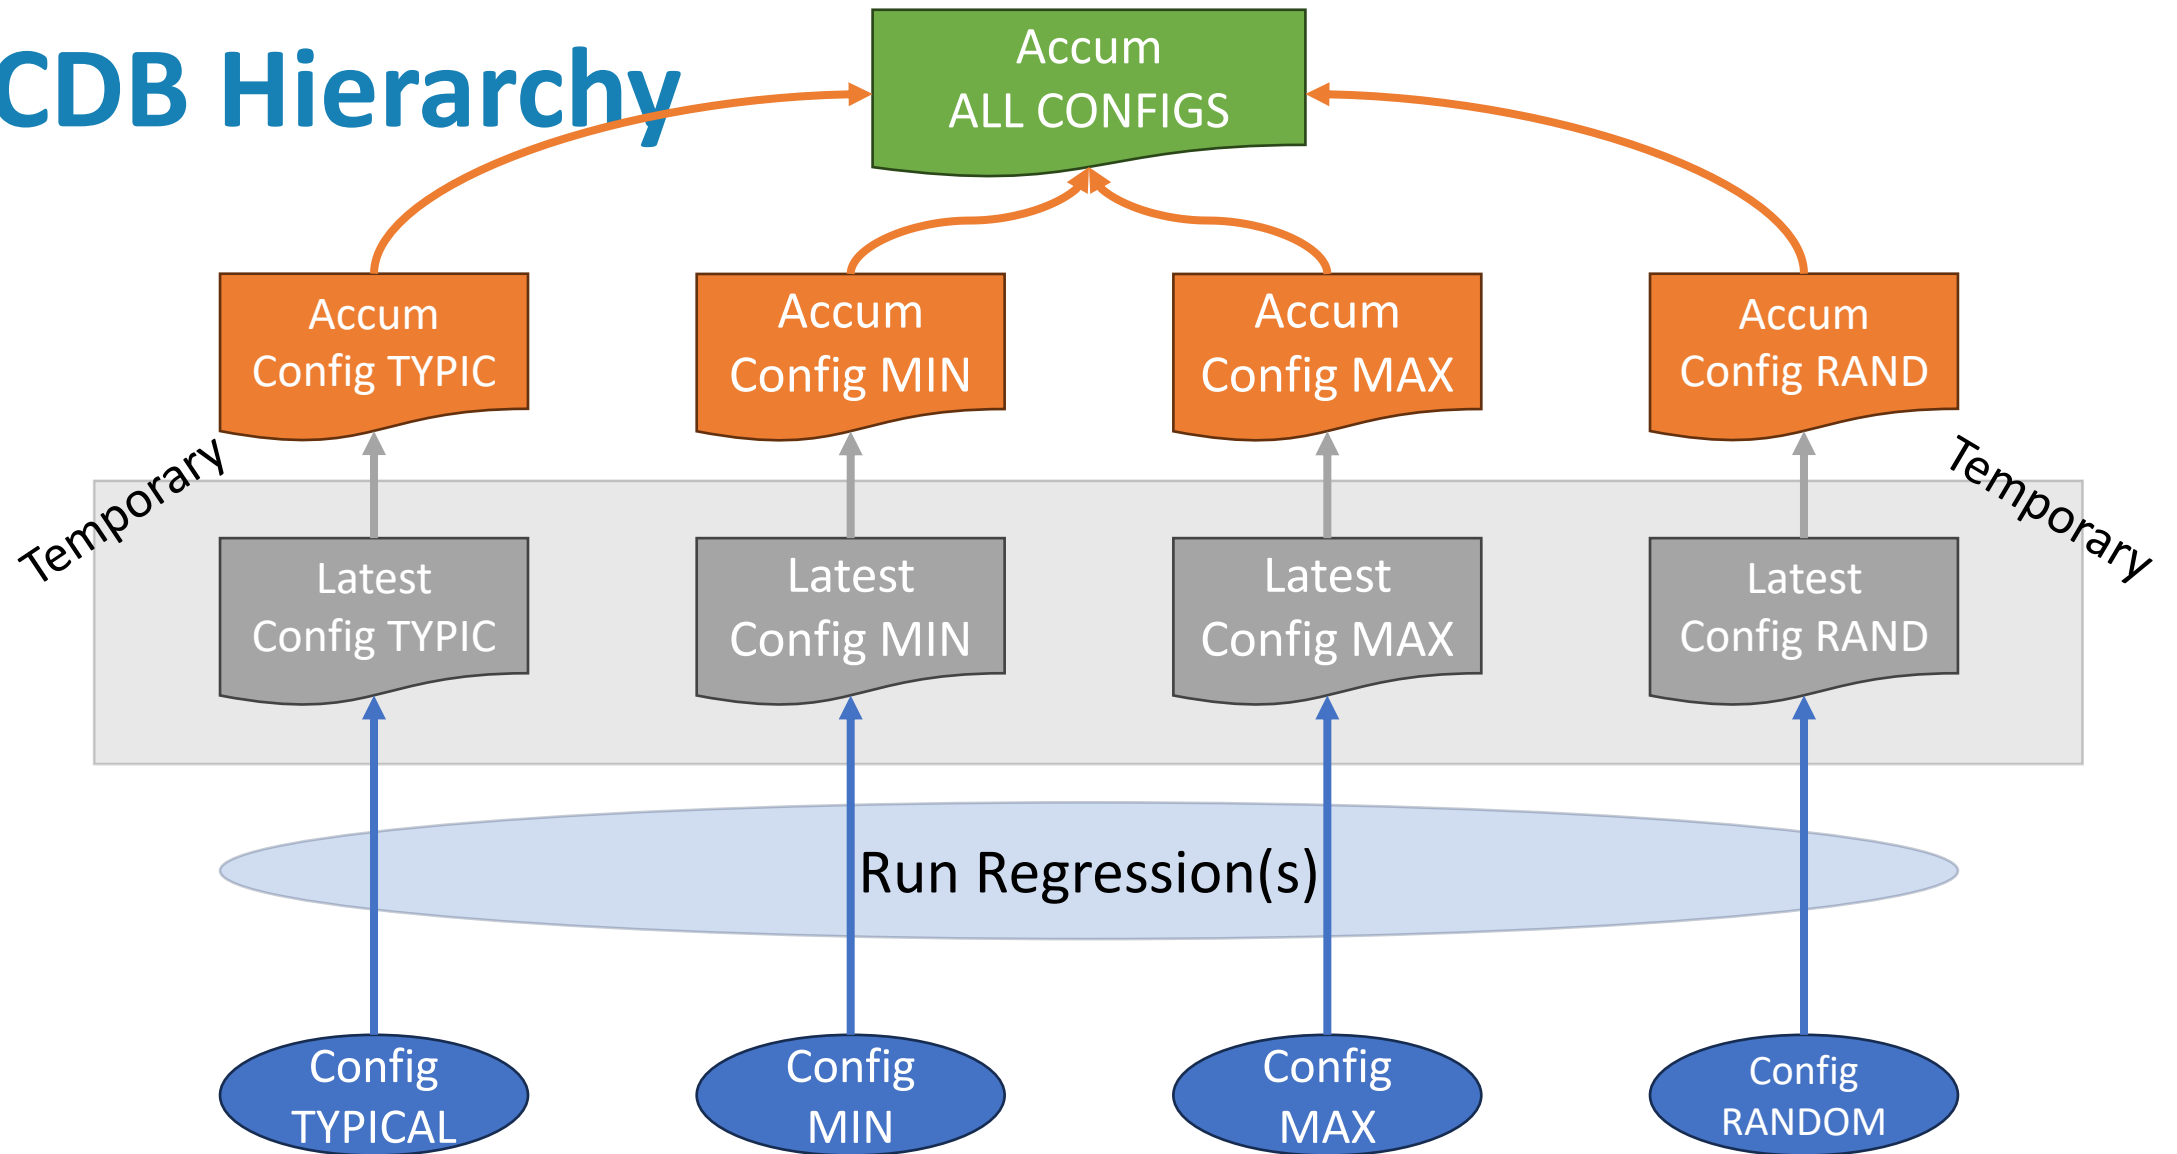 CDB Hierarchy
Accum
ALL CONFIGS
Accum
Config TYPIC
Accum
Config MIN
Accum
Config MAX
Accum
Config RAND
Temporary
Temporary
Latest
Config TYPIC
Latest
Config MIN
Latest
Config MAX
Latest
Config RAND
Run Regression(s)
Config
TYPICAL
Config
MIN
Config
MAX
Config
RANDOM